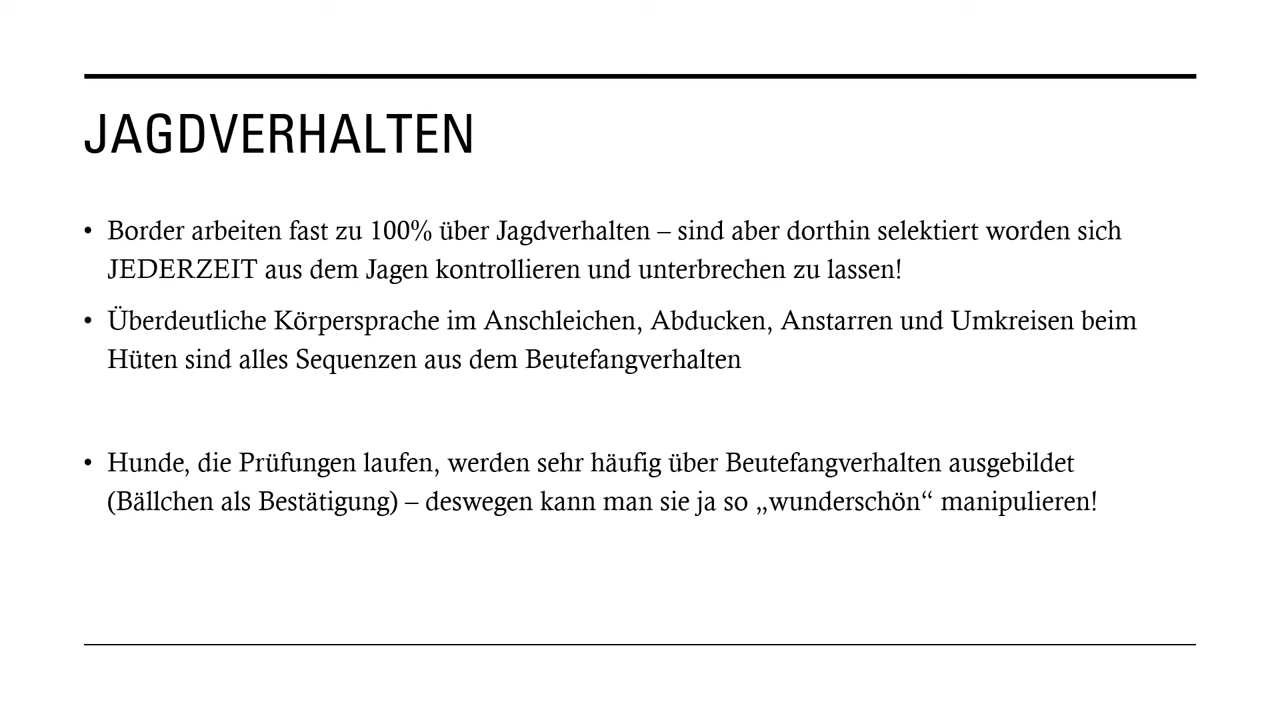 JAGDVERHALTEN
• Border arbeiten fast zu 100% über Jagdverhalten – sind aber dorthin selektiert worden sich
JEDERZEIT aus dem Jagen kontrollieren und unterbrechen zu lassen!
• Überdeutliche Körpersprache im Anschleichen, Abducken, Anstarren und Umkreisen beim
Hüten sind alles Sequenzen aus dem Beutefangverhalten
• Hunde, die Prüfungen laufen, werden sehr häufig über Beutefangverhalten ausgebildet
(Bällchen als Bestätigung) – deswegen kann man sie ja so „wunderschön“ manipulieren!